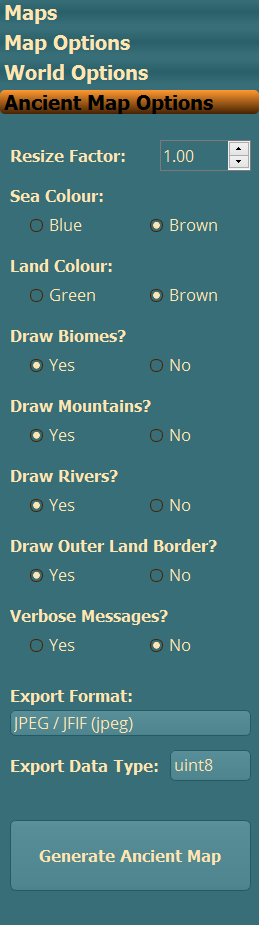 Maps
Map Options
World Options
Ancient Map Options
Resize Factor: 1.00
Sea Colour:
Blue Brown
Land Colour:
Green Brown
Draw Biomes?
Yes No
Draw Mountains?
Yes No
Draw Rivers?
Yes No
Draw Outer Land Border?
Yes No
Verbose Messages?
Yes No
Export Format:
JPEG / JFIF (jpeg)
Export Data Type: uint8
Generate Ancient Map